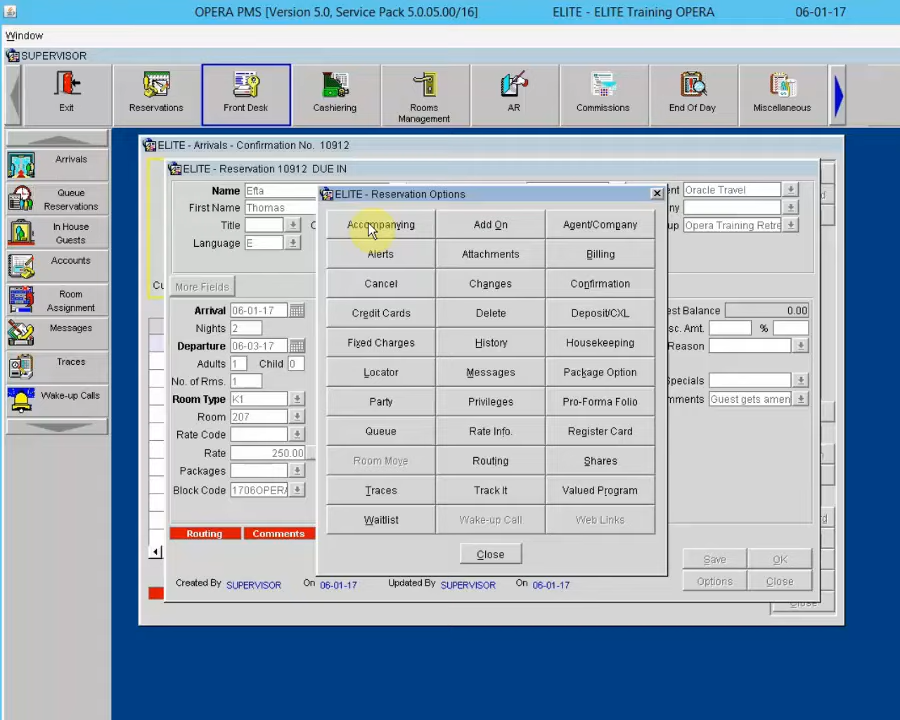 OPERA PMS [Version 5.0, Service Pack 5.0.05.00/16] ELITE - ELITE Training OPERA 06-01-17
Window
SUPERVISOR
Exit
Reservations
Front Desk
Cashiering
Rooms Management
AR
Commissions
End Of Day
Miscellaneous
Arrivals
Queue Reservations
In House Guests
Accounts
Room Assignment
Messages
Traces
Wake-up Calls
ELITE - Arrivals - Confirmation No. 10912
ELITE - Reservation 10912 DUE IN
Name Efta
First Name Thomas
Title
Language E
More Fields
Arrival 06-01-17
Nights 2
Departure 06-03-17
Adults 1 Child 0
No. of Rms. 1
Room Type K1
Room 207
Rate Code
Rate 250.00
Packages
Block Code 1706OPERA
Routing Comments
Created By SUPERVISOR On 06-01-17 Updated By SUPERVISOR On 06-01-17
ELITE - Reservation Options
Accompanying Add On Agent/Company
Alerts Attachments Billing
Cancel Changes Confirmation
Credit Cards Delete Deposit/CXL
Fixed Charges History Housekeeping
Locator Messages Package Option
Party Privileges Pro-Forma Folio
Queue Rate Info. Register Card
Room Move Routing Shares
Traces Track It Valued Program
Waitlist Wake-up Call Web Links
Close
Oracle Travel
Opera Training Retre
est Balance 0.00
sc. Amt. %
Reason
Specials
mments Guest gets amen
Save OK
Options Close
Close